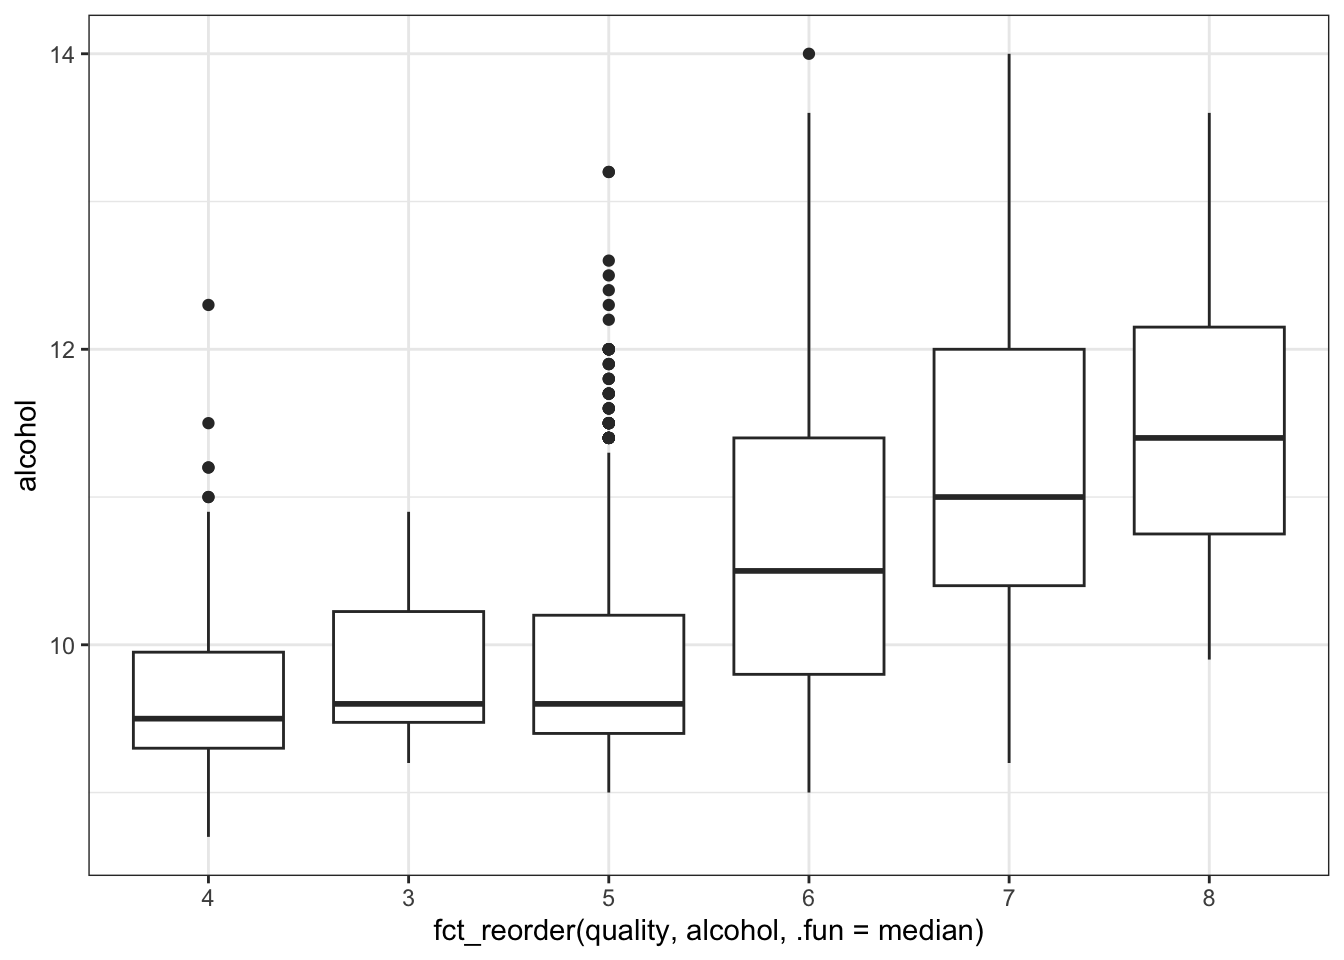 14
12
10
alcohol
4 3 5 6 7 8
fct_reorder(quality, alcohol, .fun = median)